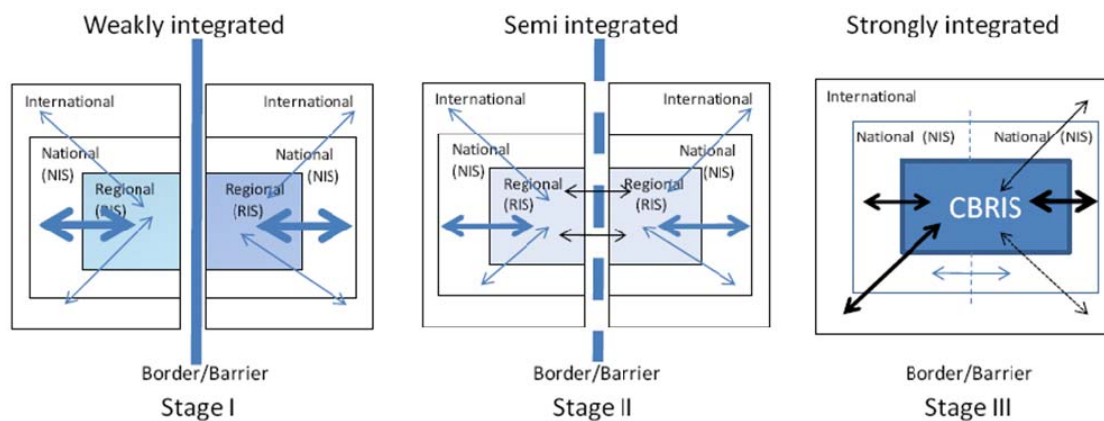 Weakly integrated
International
National
(NIS)
Regional
(RIS)
International
National
(NIS)
Regional
(RIS)
Border/Barrier
Stage I
Semi integrated
International
National
(NIS)
Regional
(RIS)
International
National
(NIS)
Regional
(RIS)
Border/Barrier
Stage II
Strongly integrated
International
National (NIS)
National (NIS)
CBRIS
Border/Barrier
Stage III